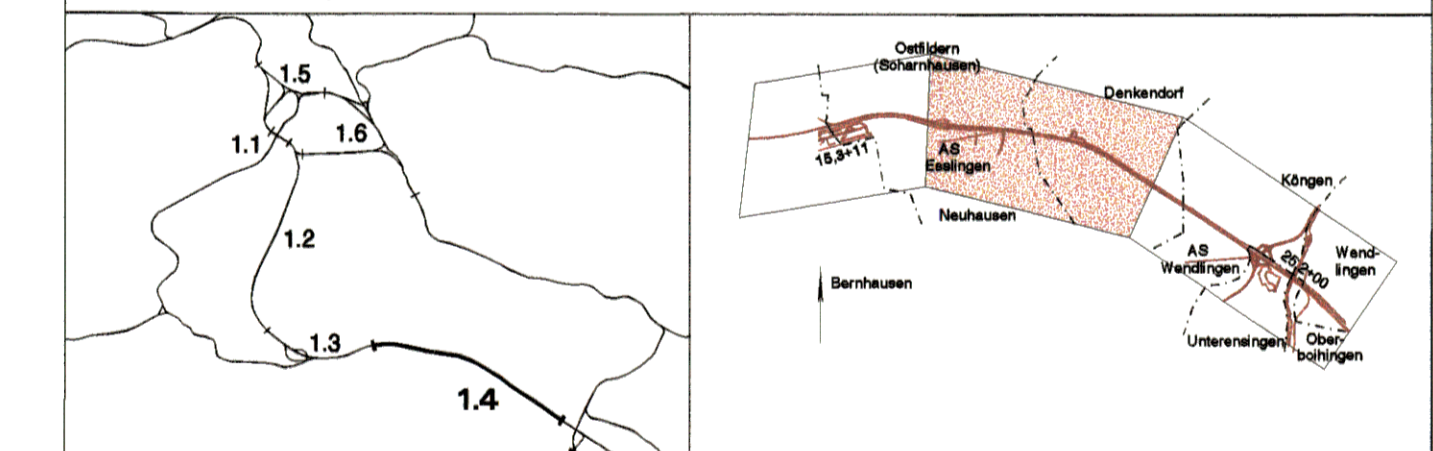 1.5
1.6
1.1
1.2
1.3
1.4
Ostfildern
(Scharnhausen)
Denkendorf
15,3+11
AS
Esslingen
Neuhausen
Köngen
AS
Wendlingen
25,2+00
Wend-
lingen
Bernhausen
Unterensingen
Ober-
boihingen